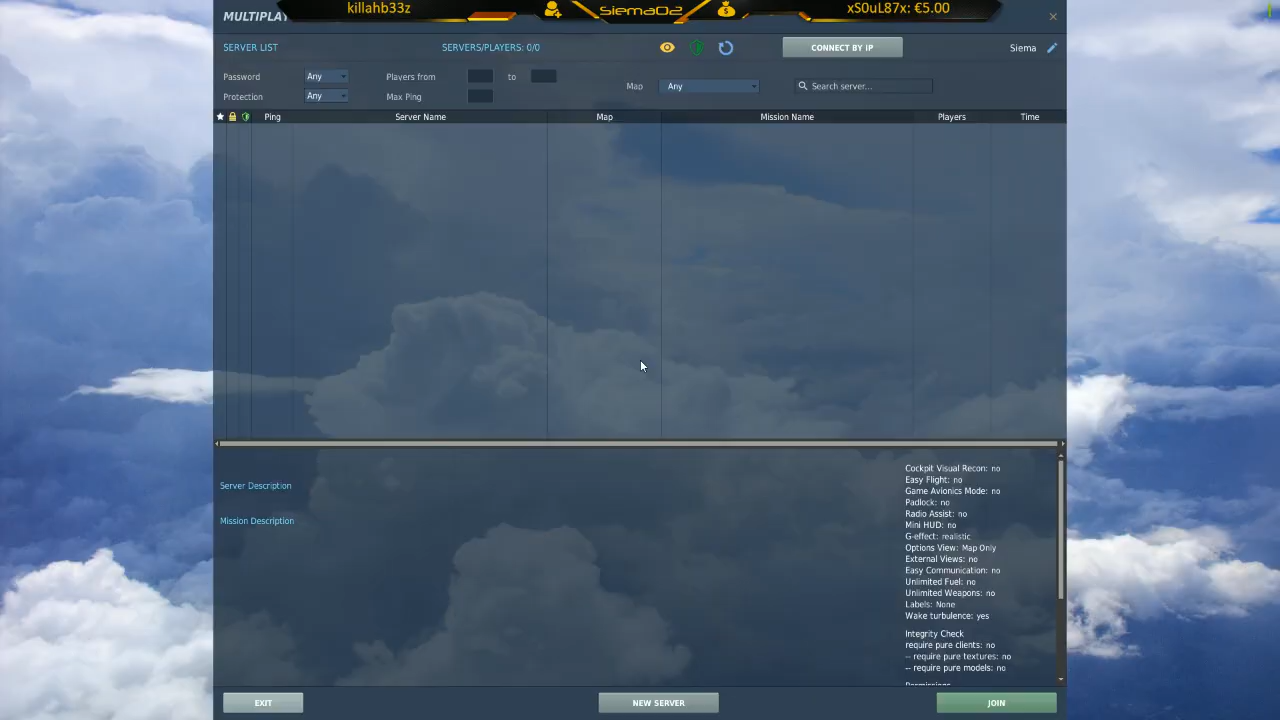 MULTIPLAY
killahb33z
Siema02
xS0uL87x: €5.00
SERVER LIST
SERVERS/PLAYERS: 0/0
CONNECT BY IP
Siema
Password
Any
Players from
to
Map
Any
Search server...
Protection
Any
Max Ping
Ping
Server Name
Map
Mission Name
Players
Time
Server Description
Mission Description
Cockpit Visual Recon: no
Easy Flight: no
Game Avionics Mode: no
Padlock: no
Radio Assist: no
Mini HUD: no
G-effect: realistic
Options View: Map Only
External Views: no
Easy Communication: no
Unlimited Fuel: no
Unlimited Weapons: no
Labels: None
Wake turbulence: yes
Integrity Check
require pure clients: no
-- require pure textures: no
-- require pure models: no
Permissions
EXIT
NEW SERVER
JOIN